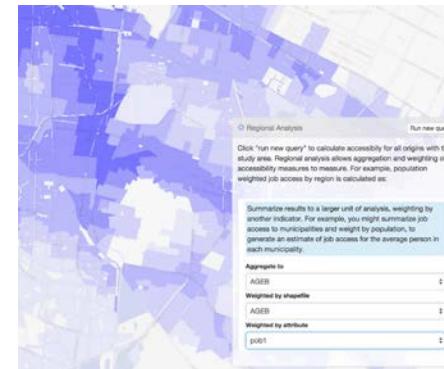 Regional Analysis Run new que
Click "run new query" to calculate accessibility for all origins with t
study area. Regional analysis allows aggregation and weighting o
accessibility measures to measure. For example, population
weighted job access by region is calculated as:
Summarize results to a larger unit of analysis, weighting by
another indicator. For example, you might summarize job
access to municipalities and weight by population, to
generate an estimate of job access for the average person in
each municipality.
Aggregate to
AGEB
Weighted by shapefile
AGEB
Weighted by attribute
pob1